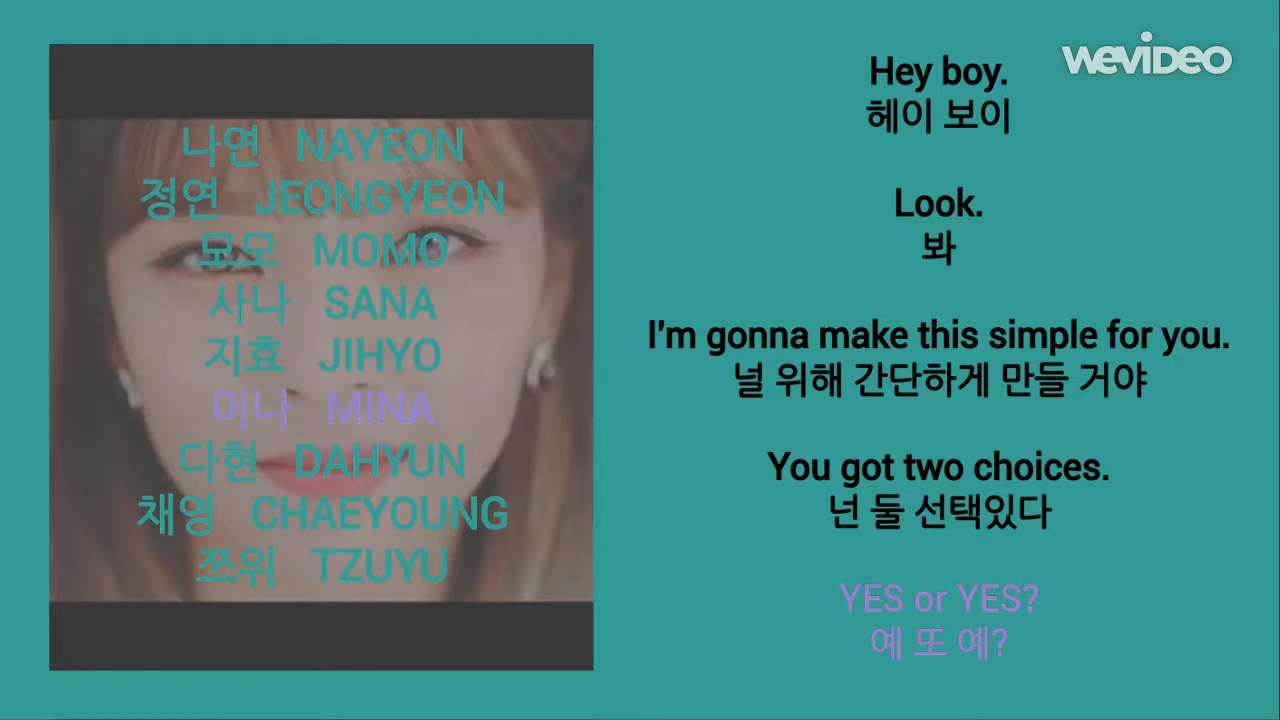 WEVIDEO
나연 NAYEON
정연 JEONGYEON
모모 MOMO
사나 SANA
지효 JIHYO
미나 MINA
다현 DAHYUN
채영 CHAEYOUNG
쯔위 TZUYU
Hey boy.
헤이 보이
Look.
봐
I'm gonna make this simple for you.
널 위해 간단하게 만들 거야
You got two choices.
넌 둘 선택있다
YES or YES?
예 또 예?